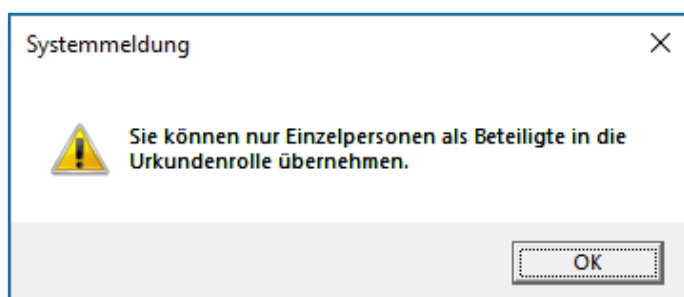 Systemmeldung
Sie können nur Einzelpersonen als Beteiligte in die
Urkundenrolle übernehmen.
OK